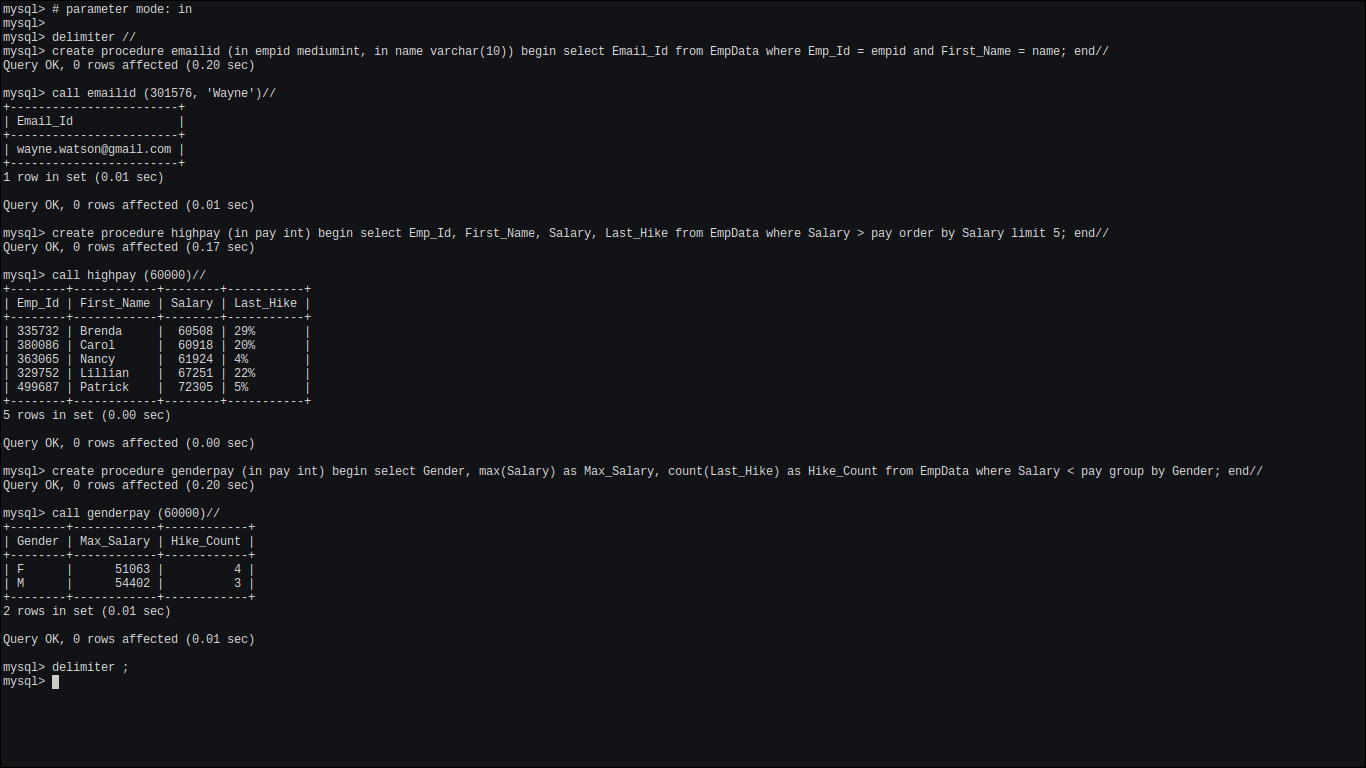 mysql> # parameter mode: in
mysql>
mysql> delimiter //
mysql> create procedure emailid (in empid mediumint, in name varchar(10)) begin select Email_Id from EmpData where Emp_Id = empid and First_Name = name; end//
Query OK, 0 rows affected (0.20 sec)

mysql> call emailid (301576, 'Wayne')//
+------------------------+
| Email_Id               |
+------------------------+
| wayne.watson@gmail.com |
+------------------------+
1 row in set (0.01 sec)

Query OK, 0 rows affected (0.01 sec)

mysql> create procedure highpay (in pay int) begin select Emp_Id, First_Name, Salary, Last_Hike from EmpData where Salary > pay order by Salary limit 5; end//
Query OK, 0 rows affected (0.17 sec)

mysql> call highpay (60000)//
+--------+------------+--------+-----------+
| Emp_Id | First_Name | Salary | Last_Hike |
+--------+------------+--------+-----------+
| 335732 | Brenda     |  60508 | 29%       |
| 380086 | Carol      |  60918 | 20%       |
| 363065 | Nancy      |  61924 | 4%        |
| 329752 | Lillian    |  67251 | 22%       |
| 499687 | Patrick    |  72305 | 5%        |
+--------+------------+--------+-----------+
5 rows in set (0.00 sec)

Query OK, 0 rows affected (0.00 sec)

mysql> create procedure genderpay (in pay int) begin select Gender, max(Salary) as Max_Salary, count(Last_Hike) as Hike_Count from EmpData where Salary < pay group by Gender; end//
Query OK, 0 rows affected (0.20 sec)

mysql> call genderpay (60000)//
+--------+------------+------------+
| Gender | Max_Salary | Hike_Count |
+--------+------------+------------+
| F      |      51063 |          4 |
| M      |      54402 |          3 |
+--------+------------+------------+
2 rows in set (0.01 sec)

Query OK, 0 rows affected (0.01 sec)

mysql> delimiter ;
mysql>